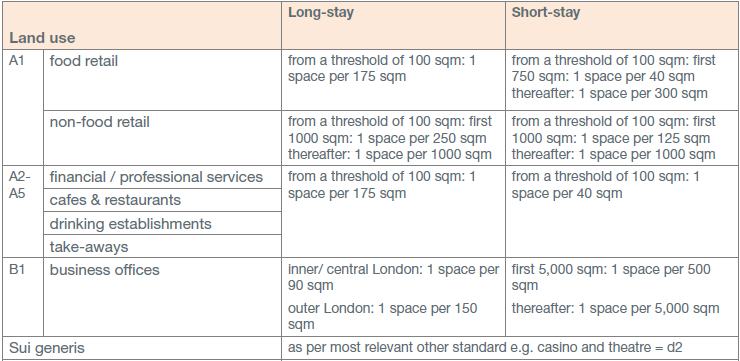 Land use
Long-stay
Short-stay
A1
food retail
from a threshold of 100 sqm: 1
space per 175 sqm
from a threshold of 100 sqm: first
750 sqm: 1 space per 40 sqm
thereafter: 1 space per 300 sqm
non-food retail
from a threshold of 100 sqm: first
1000 sqm: 1 space per 250 sqm
thereafter: 1 space per 1000 sqm
from a threshold of 100 sqm: first
1000 sqm: 1 space per 125 sqm
thereafter: 1 space per 1000 sqm
A2-
A5
financial / professional services
cafes & restaurants
drinking establishments
take-aways
from a threshold of 100 sqm: 1
space per 175 sqm
from a threshold of 100 sqm: 1
space per 40 sqm
B1
business offices
inner/ central London: 1 space per
90 sqm
outer London: 1 space per 150
sqm
first 5,000 sqm: 1 space per 500
sqm
thereafter: 1 space per 5,000 sqm
Sui generis
as per most relevant other standard e.g. casino and theatre = d2